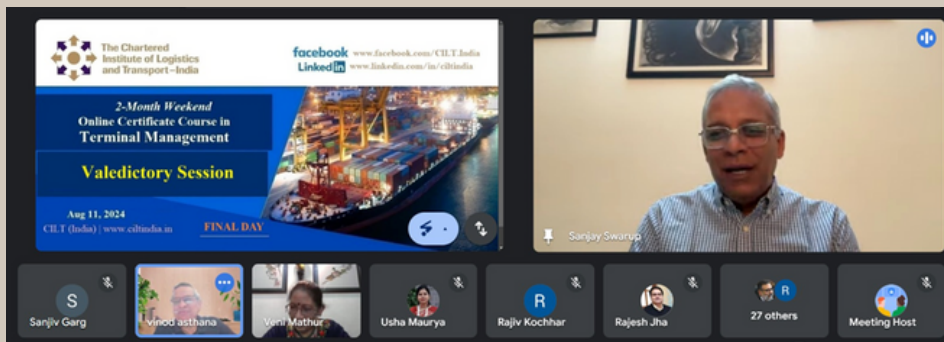 The Chartered
Institute of Logistics
and Transport–India
facebook www.facebook.com/CILT.India
Linkedin www.linkedin.com/in/ciltindia
2-Month Weekend
Online Certificate Course in
Terminal Management
Valedictory Session
Aug 11, 2024
CILT (India) | www.ciltindia.in
FINAL DAY
Sanjay Swarup
S
Sanjiv Garg
vinod asthana
Veni Mathur
Usha Maurya
R
Rajiv Kochhar
Rajesh Jha
R
27 others
Meeting Host